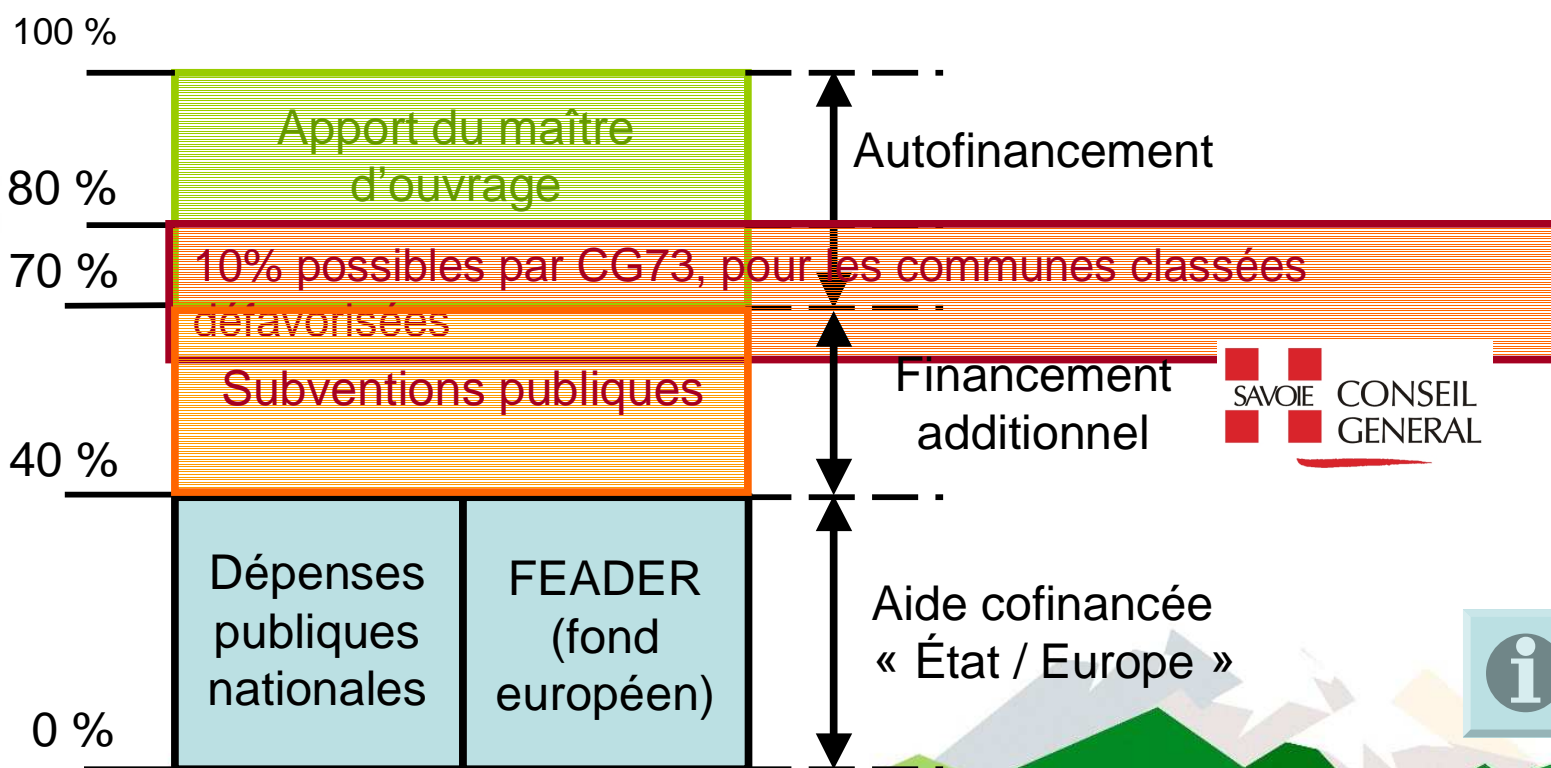 100 %
Apport du maître
d'ouvrage
Autofinancement
80 %
70 %
10% possibles par CG73, pour les communes classées
défavorisées
Subventions publiques
Financement
additionnel
SAVOIE CONSEIL
GENERAL
40 %
Dépenses
publiques
nationales
FEADER
(fond
européen)
Aide cofinancée
« État / Europe »
0 %